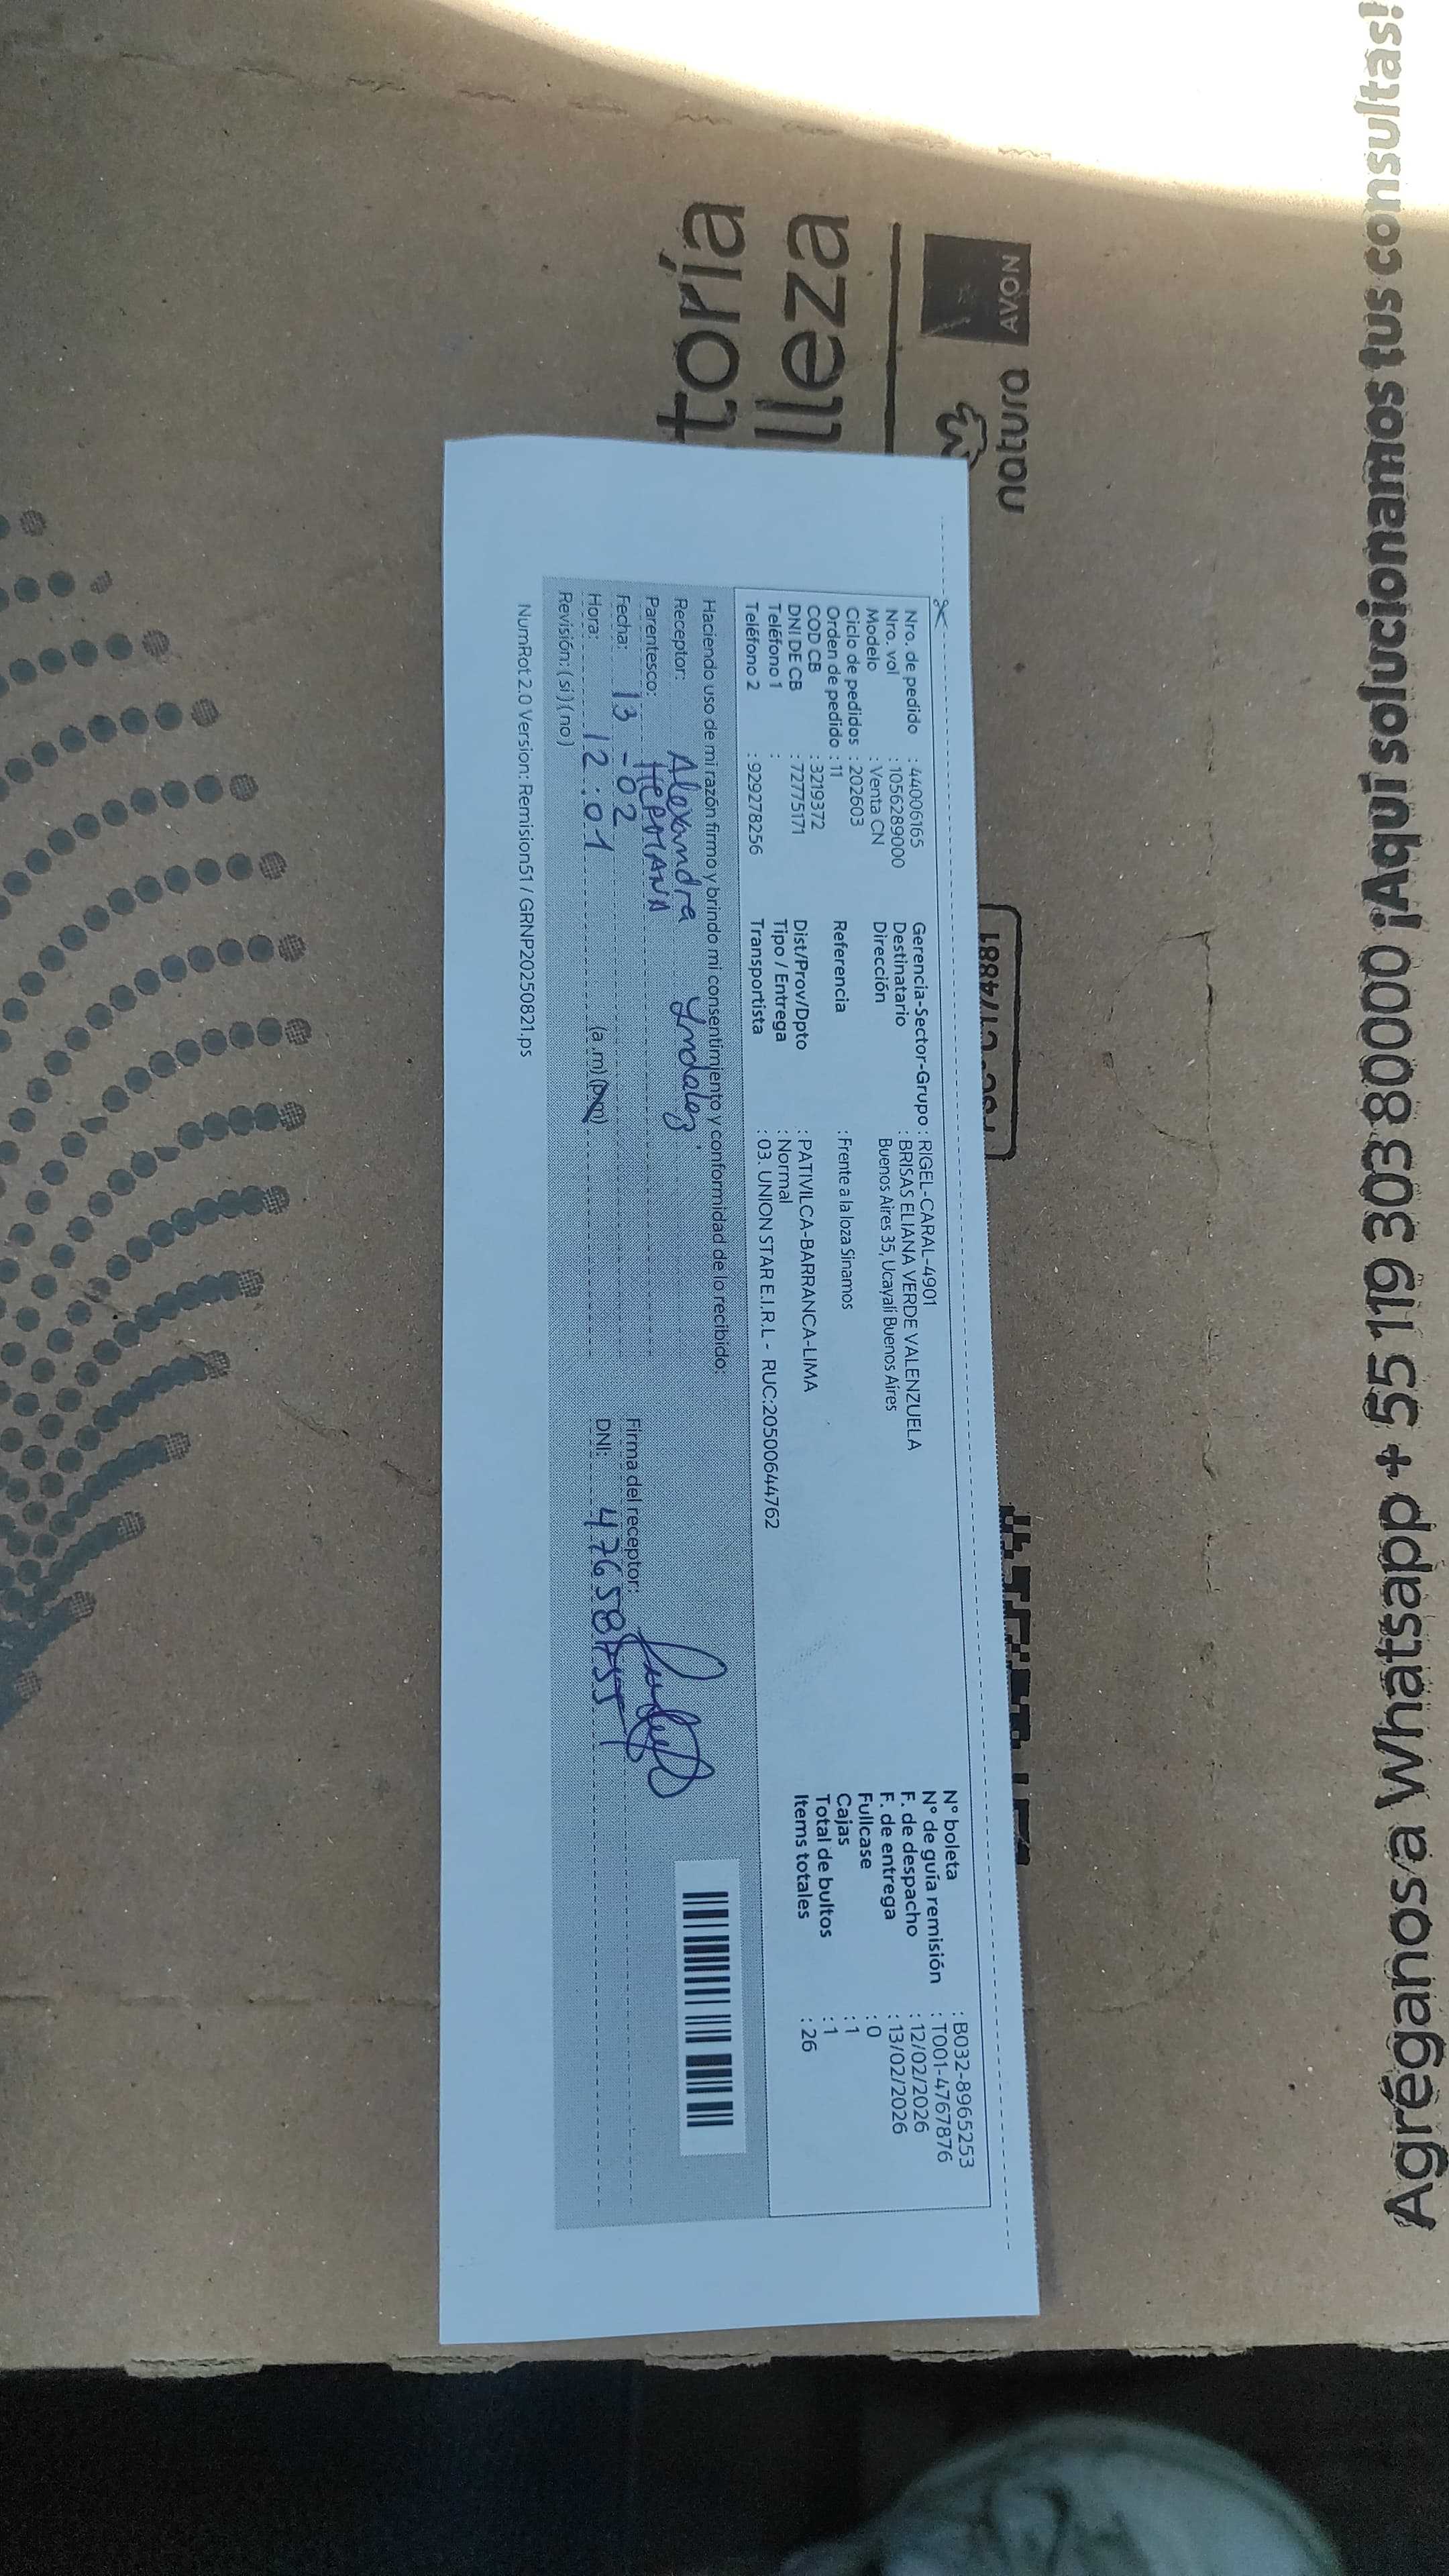 Agréganos a Whatsapp + 55 119 3033 8000 ¡Aquí solucionamos tus consultas!
AVON
natura
lleza
toría
Nro. de pedido : 44006165
Nro. vol : 1056289000
Modelo : Venta CN
Ciclo de pedidos : 202603
Orden de pedido : 11
COD CB : 3219372
DNI DE CB : 72775171
Teléfono 1 :
Teléfono 2 : 929278256
Gerencia-Sector-Grupo : RIGEL-CARAL-4901
Destinatario : BRISAS ELIANA VERDE VALENZUELA
Dirección Buenos Aires 35, Ucayali Buenos Aires
Referencia : Frente a la loza Sinamos
Dist/Prov/Dpto : PATIVILCA-BARRANCA-LIMA
Tipo / Entrega : Normal
Transportista : 03. UNION STAR E.I.R.L - RUC:20500644762
N° boleta : B032-8965253
N° de guía remisión : T001-4767876
F. de despacho : 12/02/2026
F. de entrega : 13/02/2026
Fullcase : 0
Cajas : 1
Total de bultos : 1
Items totales : 26
Haciendo uso de mi razón firmo y brindo mi consentimiento y conformidad de lo recibido:
Receptor: Alexandra
Parentesco: HERMANA
Fecha: 13 - 02
Hora: 12:01 (a.m) (p.m)
Revisión: ( si ) ( no )
Firma del receptor:
DNI:
NumRot 2.0 Version: Remision51 / GRNP20250821.ps